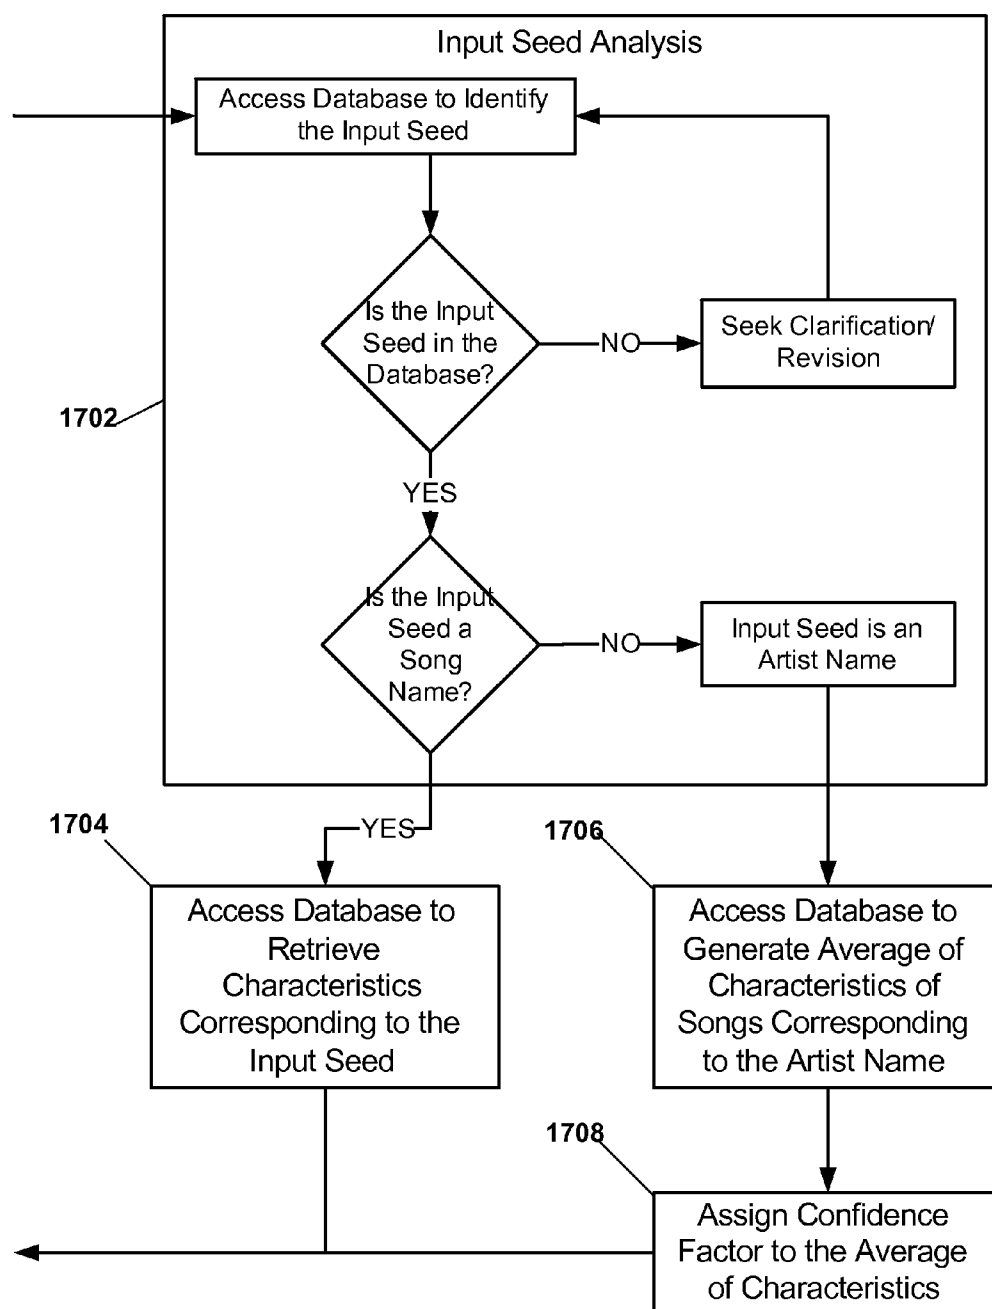 Input Seed Analysis
Access Database to Identify
the Input Seed
Is the Input
Seed in the
Database?
NO
Seek Clarification/
Revision
1702
YES
Is the Input
Seed a
Song
Name?
NO
Input Seed is an
Artist Name
1704
YES
1706
Access Database to
Retrieve
Characteristics
Corresponding to the
Input Seed
Access Database to
Generate Average of
Characteristics of
Songs Corresponding
to the Artist Name
1708
Assign Confidence
Factor to the Average
of Characteristics